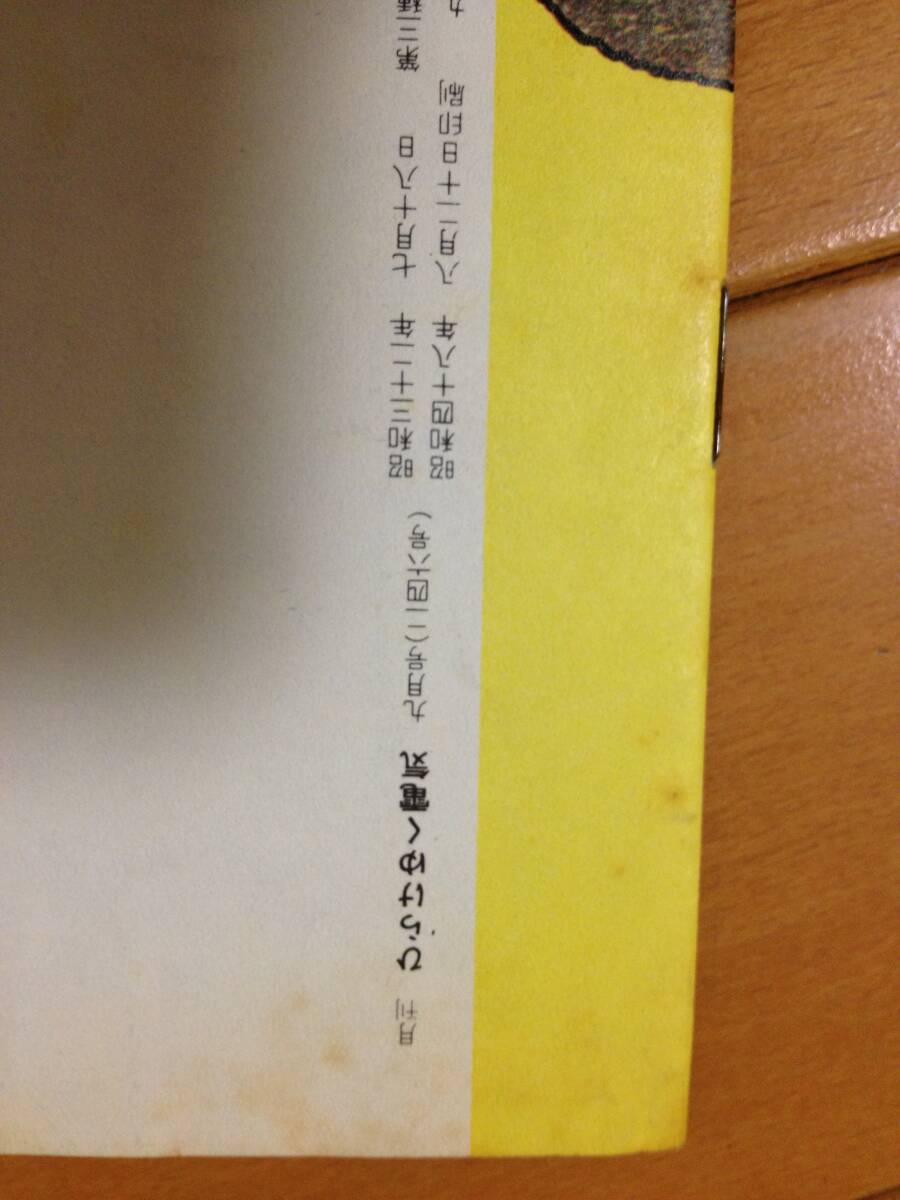 月刊 ひらけゆく電気 九月号(二四六号)
昭和三十二年 七月十八日 第三種
昭和四十八年 八月二十日印刷 九